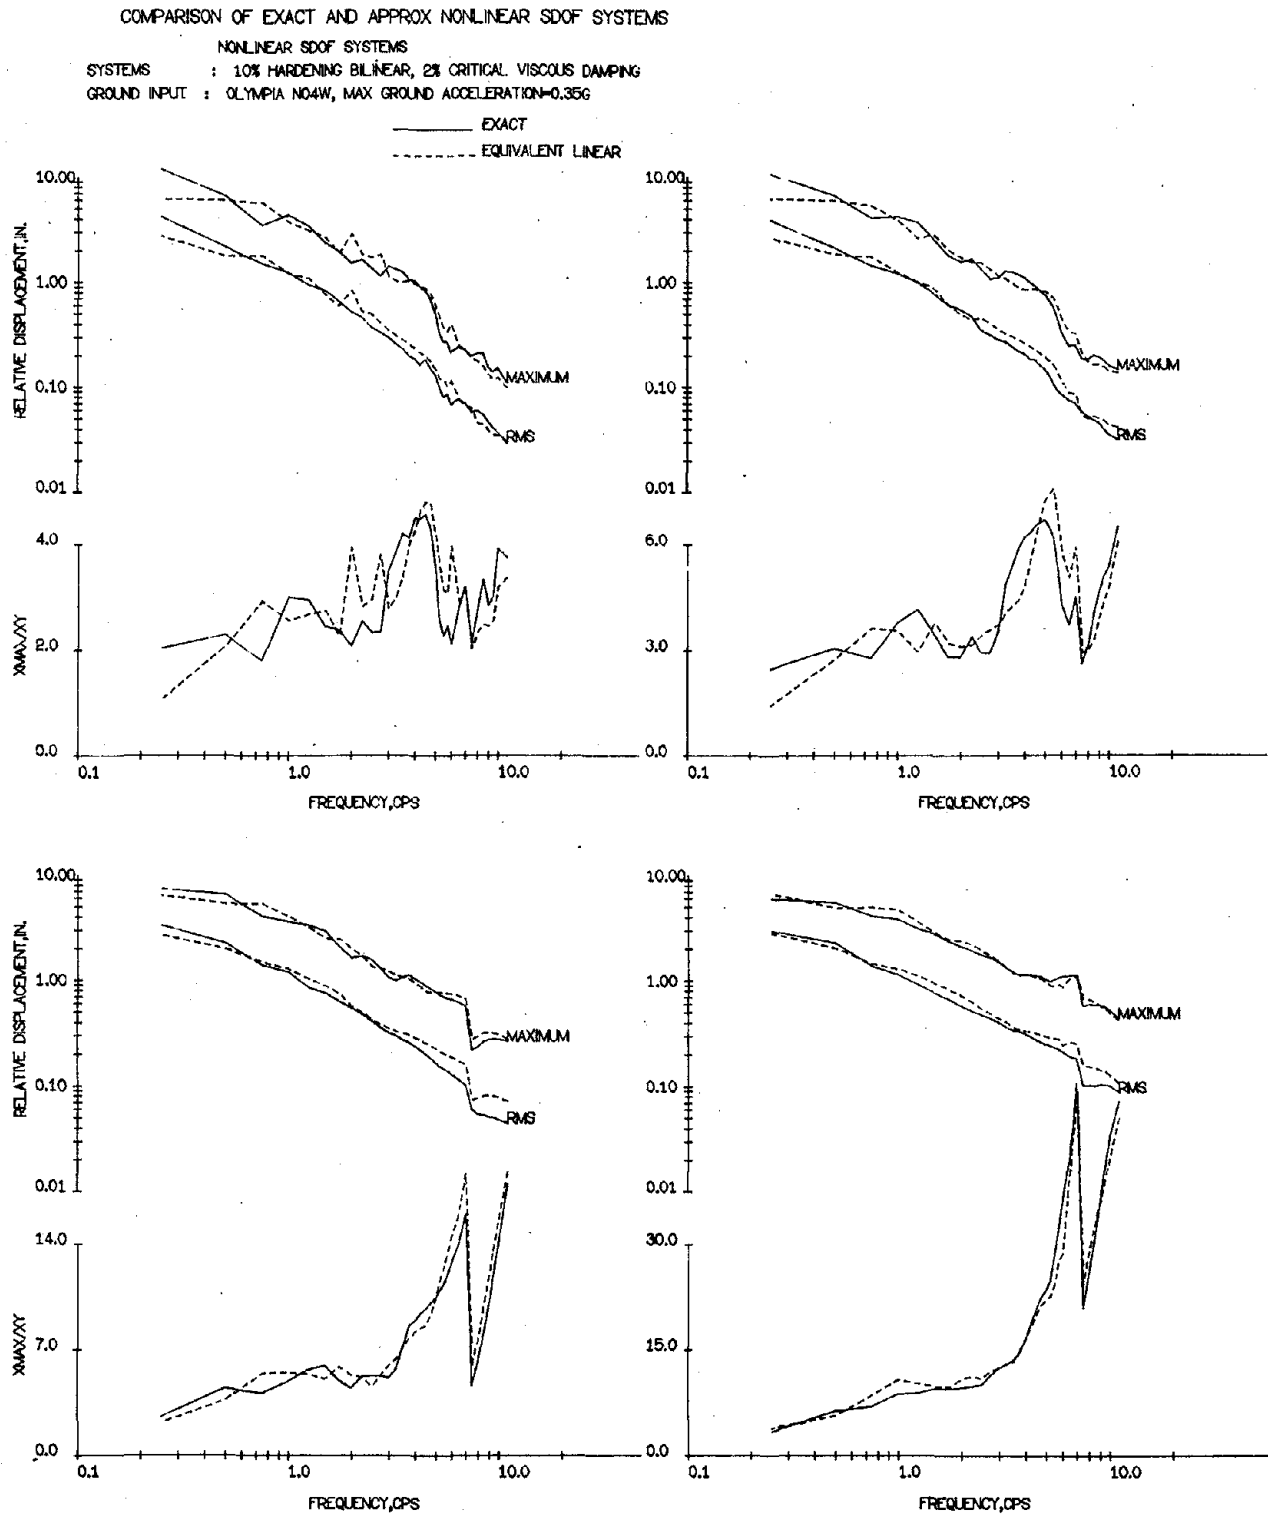 COMPARISON OF EXACT AND APPROX NONLINEAR SDOF SYSTEMS
NONLINEAR SDOF SYSTEMS
SYSTEMS : 10% HARDENING BILINEAR, 2% CRITICAL VISCOUS DAMPING
GROUND INPUT : OLYMPIA N04W, MAX GROUND ACCELERATION=0.35G
EXACT
EQUIVALENT LINEAR
RELATIVE DISPLACEMENT,IN.
10.00
1.00
0.10
0.01
MAXIMUM
RMS
XMAX/XY
4.0
2.0
0.0
0.1
1.0
10.0
FREQUENCY,CPS
10.00
1.00
0.10
0.01
MAXIMUM
RMS
6.0
3.0
0.0
0.1
1.0
10.0
FREQUENCY,CPS
RELATIVE DISPLACEMENT,IN.
10.00
1.00
0.10
0.01
MAXIMUM
RMS
XMAX/XY
14.0
7.0
0.0
0.1
1.0
10.0
FREQUENCY,CPS
10.00
1.00
0.10
0.01
MAXIMUM
RMS
30.0
15.0
0.0
0.1
1.0
10.0
FREQUENCY,CPS